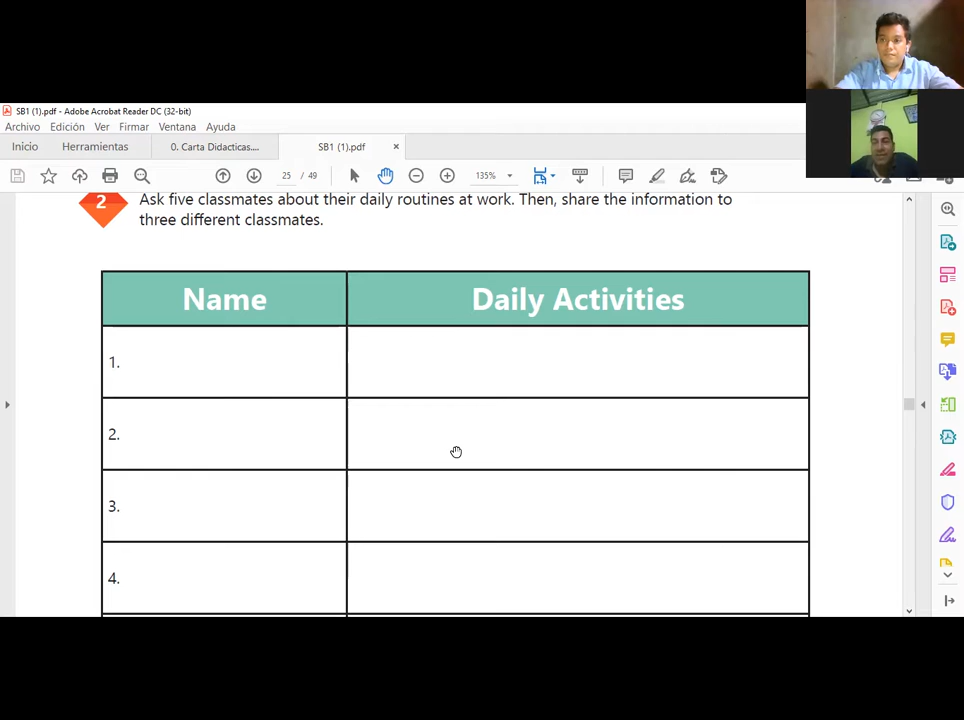 SB1 (1).pdf - Adobe Acrobat Reader DC (32-bit)
Archivo Edición Ver Firmar Ventana Ayuda
Inicio Herramientas 0. Carta Didacticas.... SB1 (1).pdf ×
25 / 49 135%
2 Ask five classmates about their daily routines at work. Then, share the information to
three different classmates.
Name Daily Activities
1.
2.
3.
4.